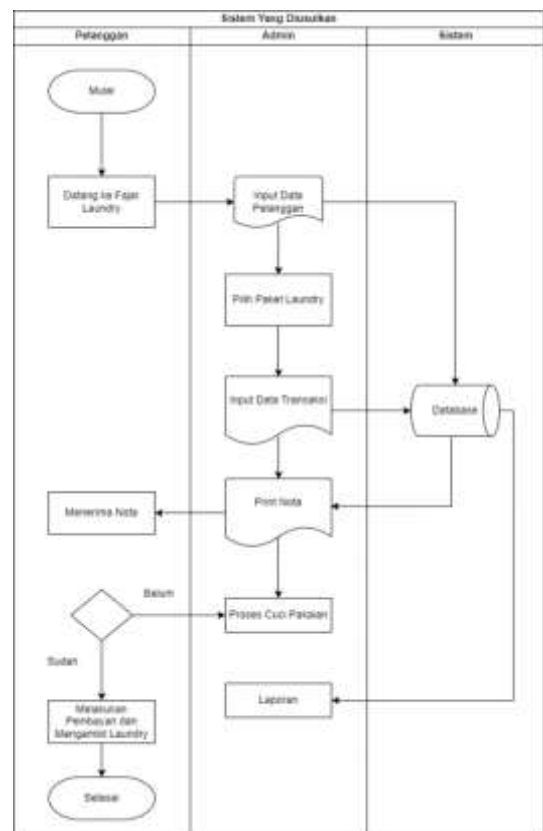 Sistem Yang Diusulkan
Pelanggan
Admin
Sistem
Mulai
Datang ke Fajar
Laundry
Input Data
Pelanggan
Pilih Paket Laundry
Input Data Transaksi
Database
Print Nota
Menerima Nota
Belum
Proses Cuci Pakaian
Sudah
Laporan
Melakukan
Pembayan dan
Mengambil Laundry
Selesai